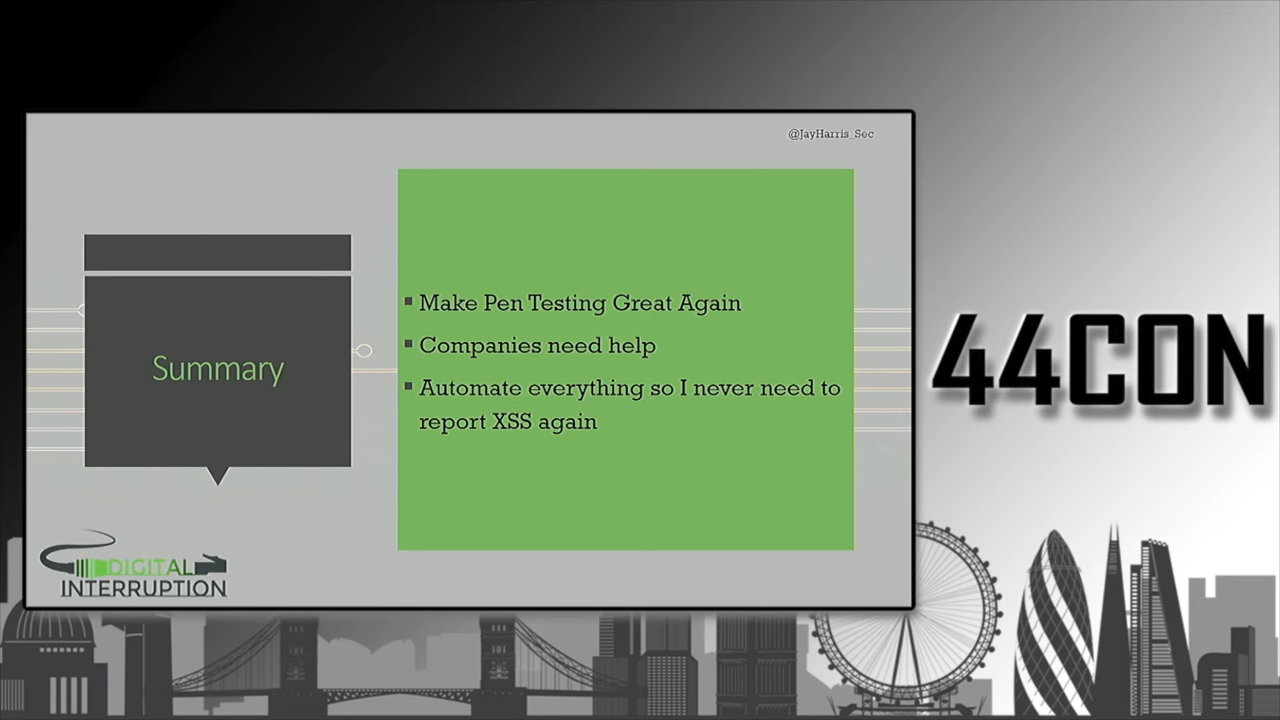 @JayHarris_Sec
Summary
Make Pen Testing Great Again
Companies need help
Automate everything so I never need to
report XSS again
DIGITAL
INTERRUPTION
44CON